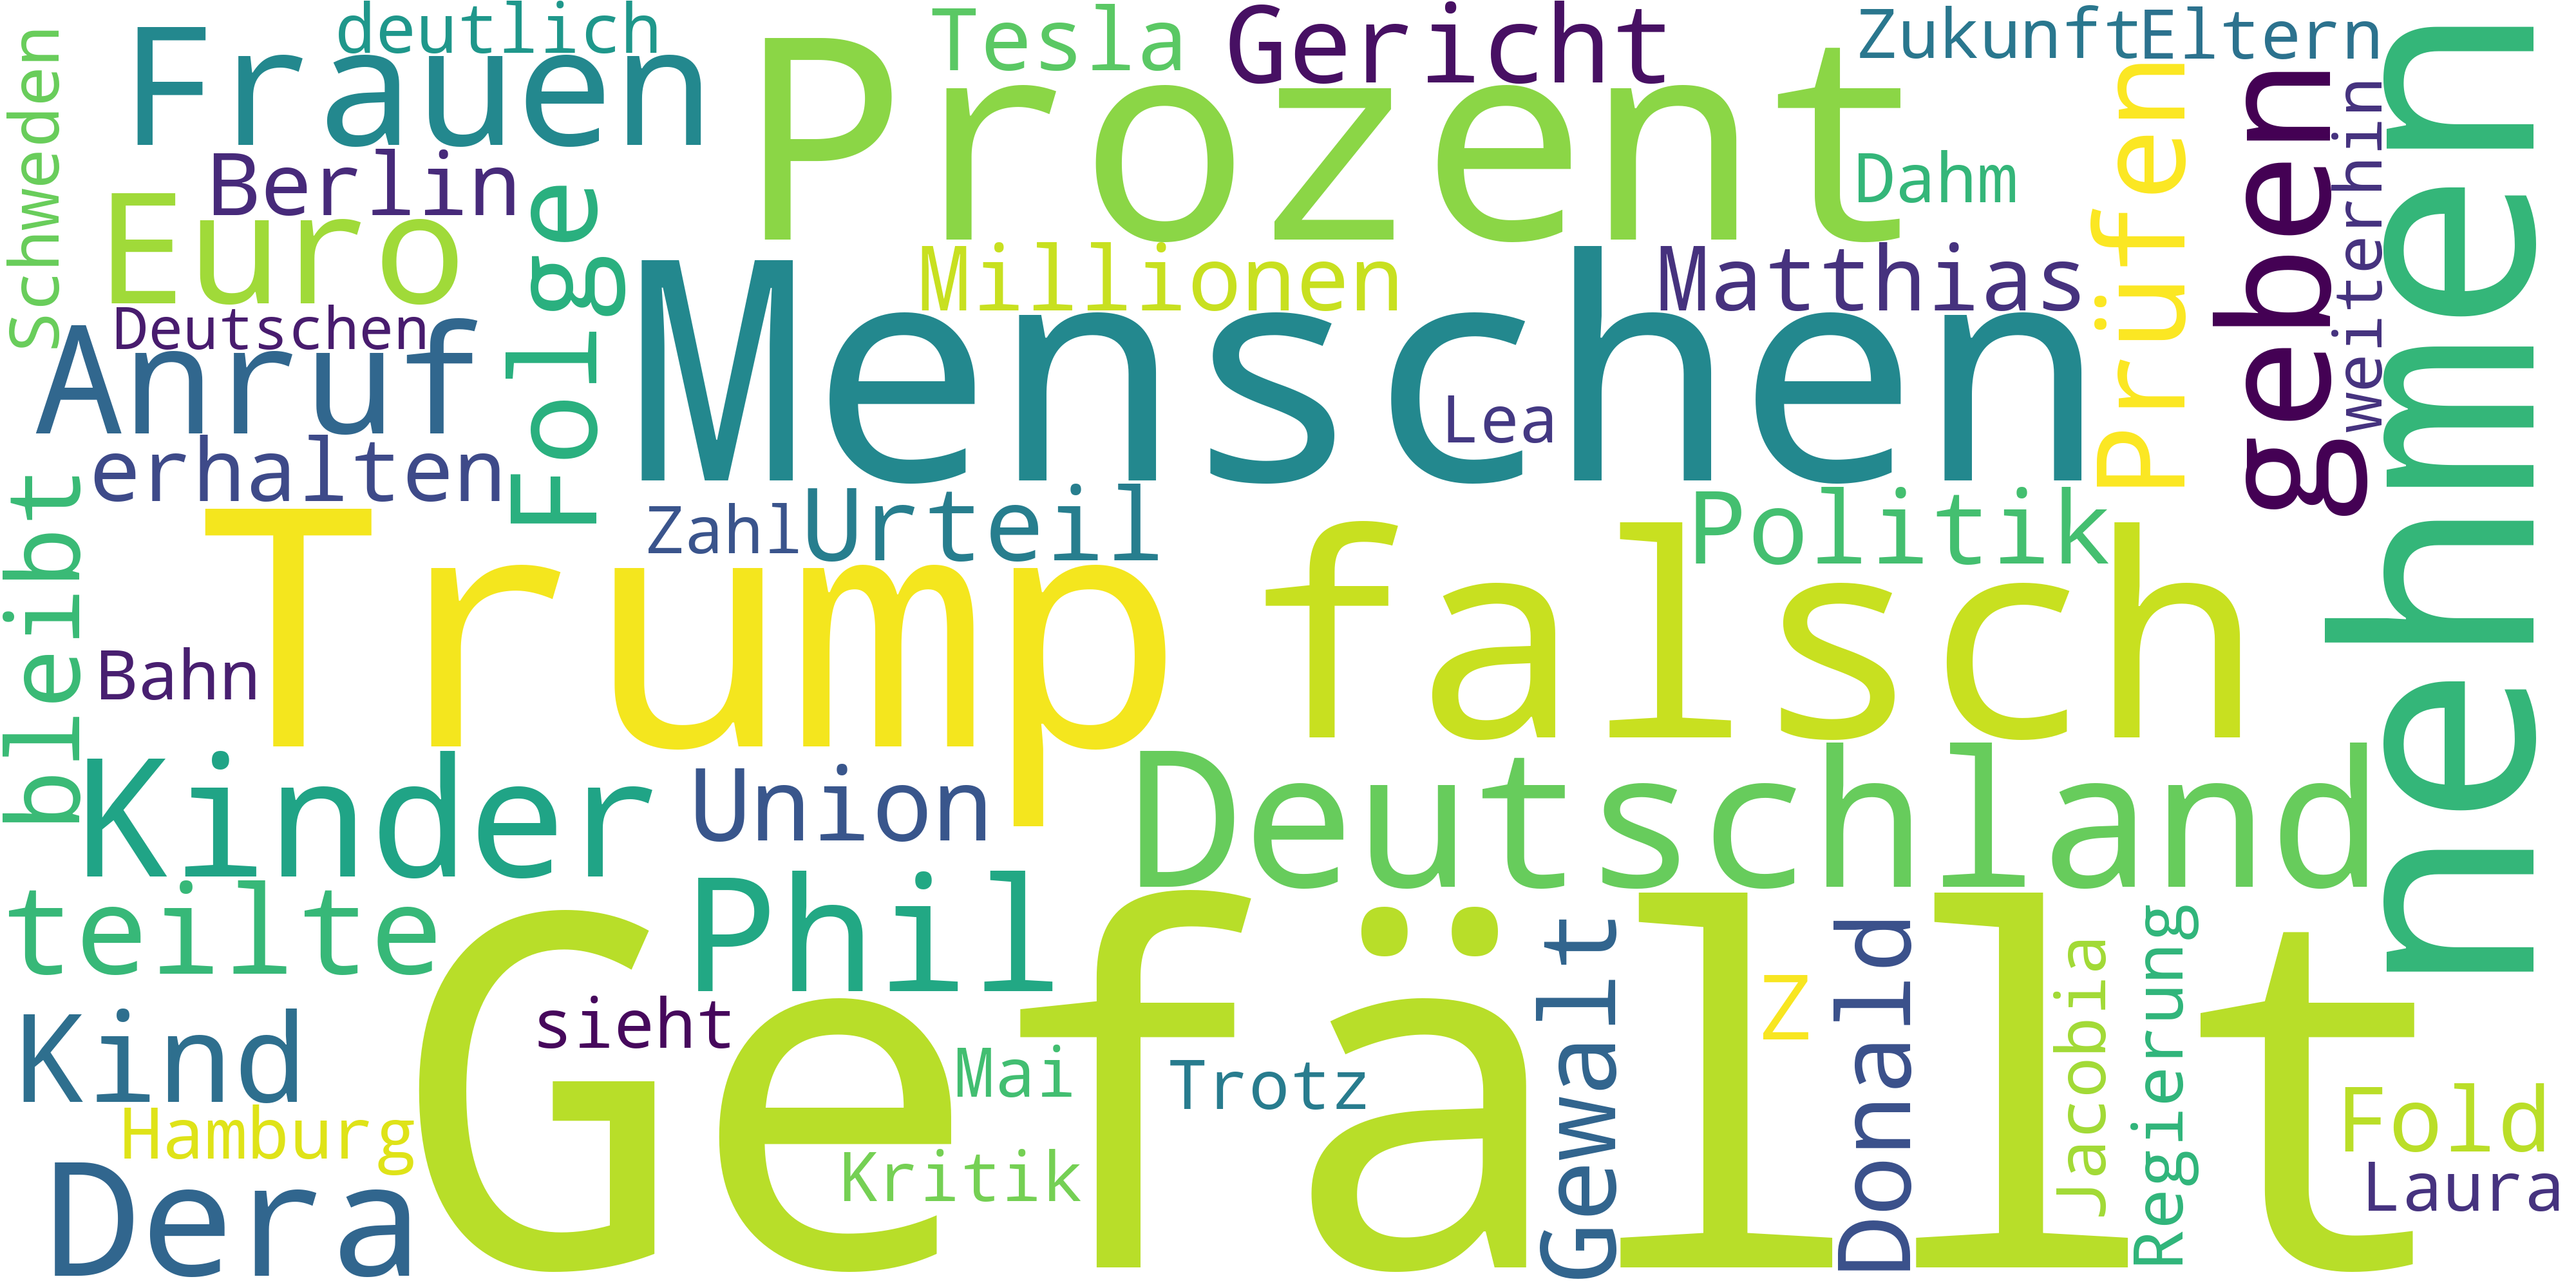 deutlich
Tesla
Gericht
Zukunft
Eltern
Schweden
Frauen
Prozent
Prüfen
geben
weiterhin
nehmen
Berlin
Dahm
Euro
Folge
Millionen
Matthias
Deutschen
Anruf
Menschen
Lea
erhalten
bleibt
Zahl
Urteil
Politik
Trump
falsch
Bahn
Kinder
Union
Deutschland
teilte
Phil
Gefällt
Gewalt
Z
Donald
Jacobia
Regierung
Kind
sieht
Mai
Trotz
Fold
Hamburg
Kritik
Laura
Dera